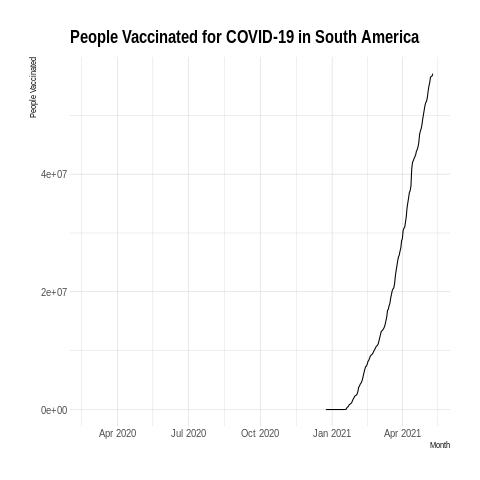 People Vaccinated for COVID-19 in South America
People Vaccinated
4e+07
2e+07
0e+00
Apr 2020 Jul 2020 Oct 2020 Jan 2021 Apr 2021
Month